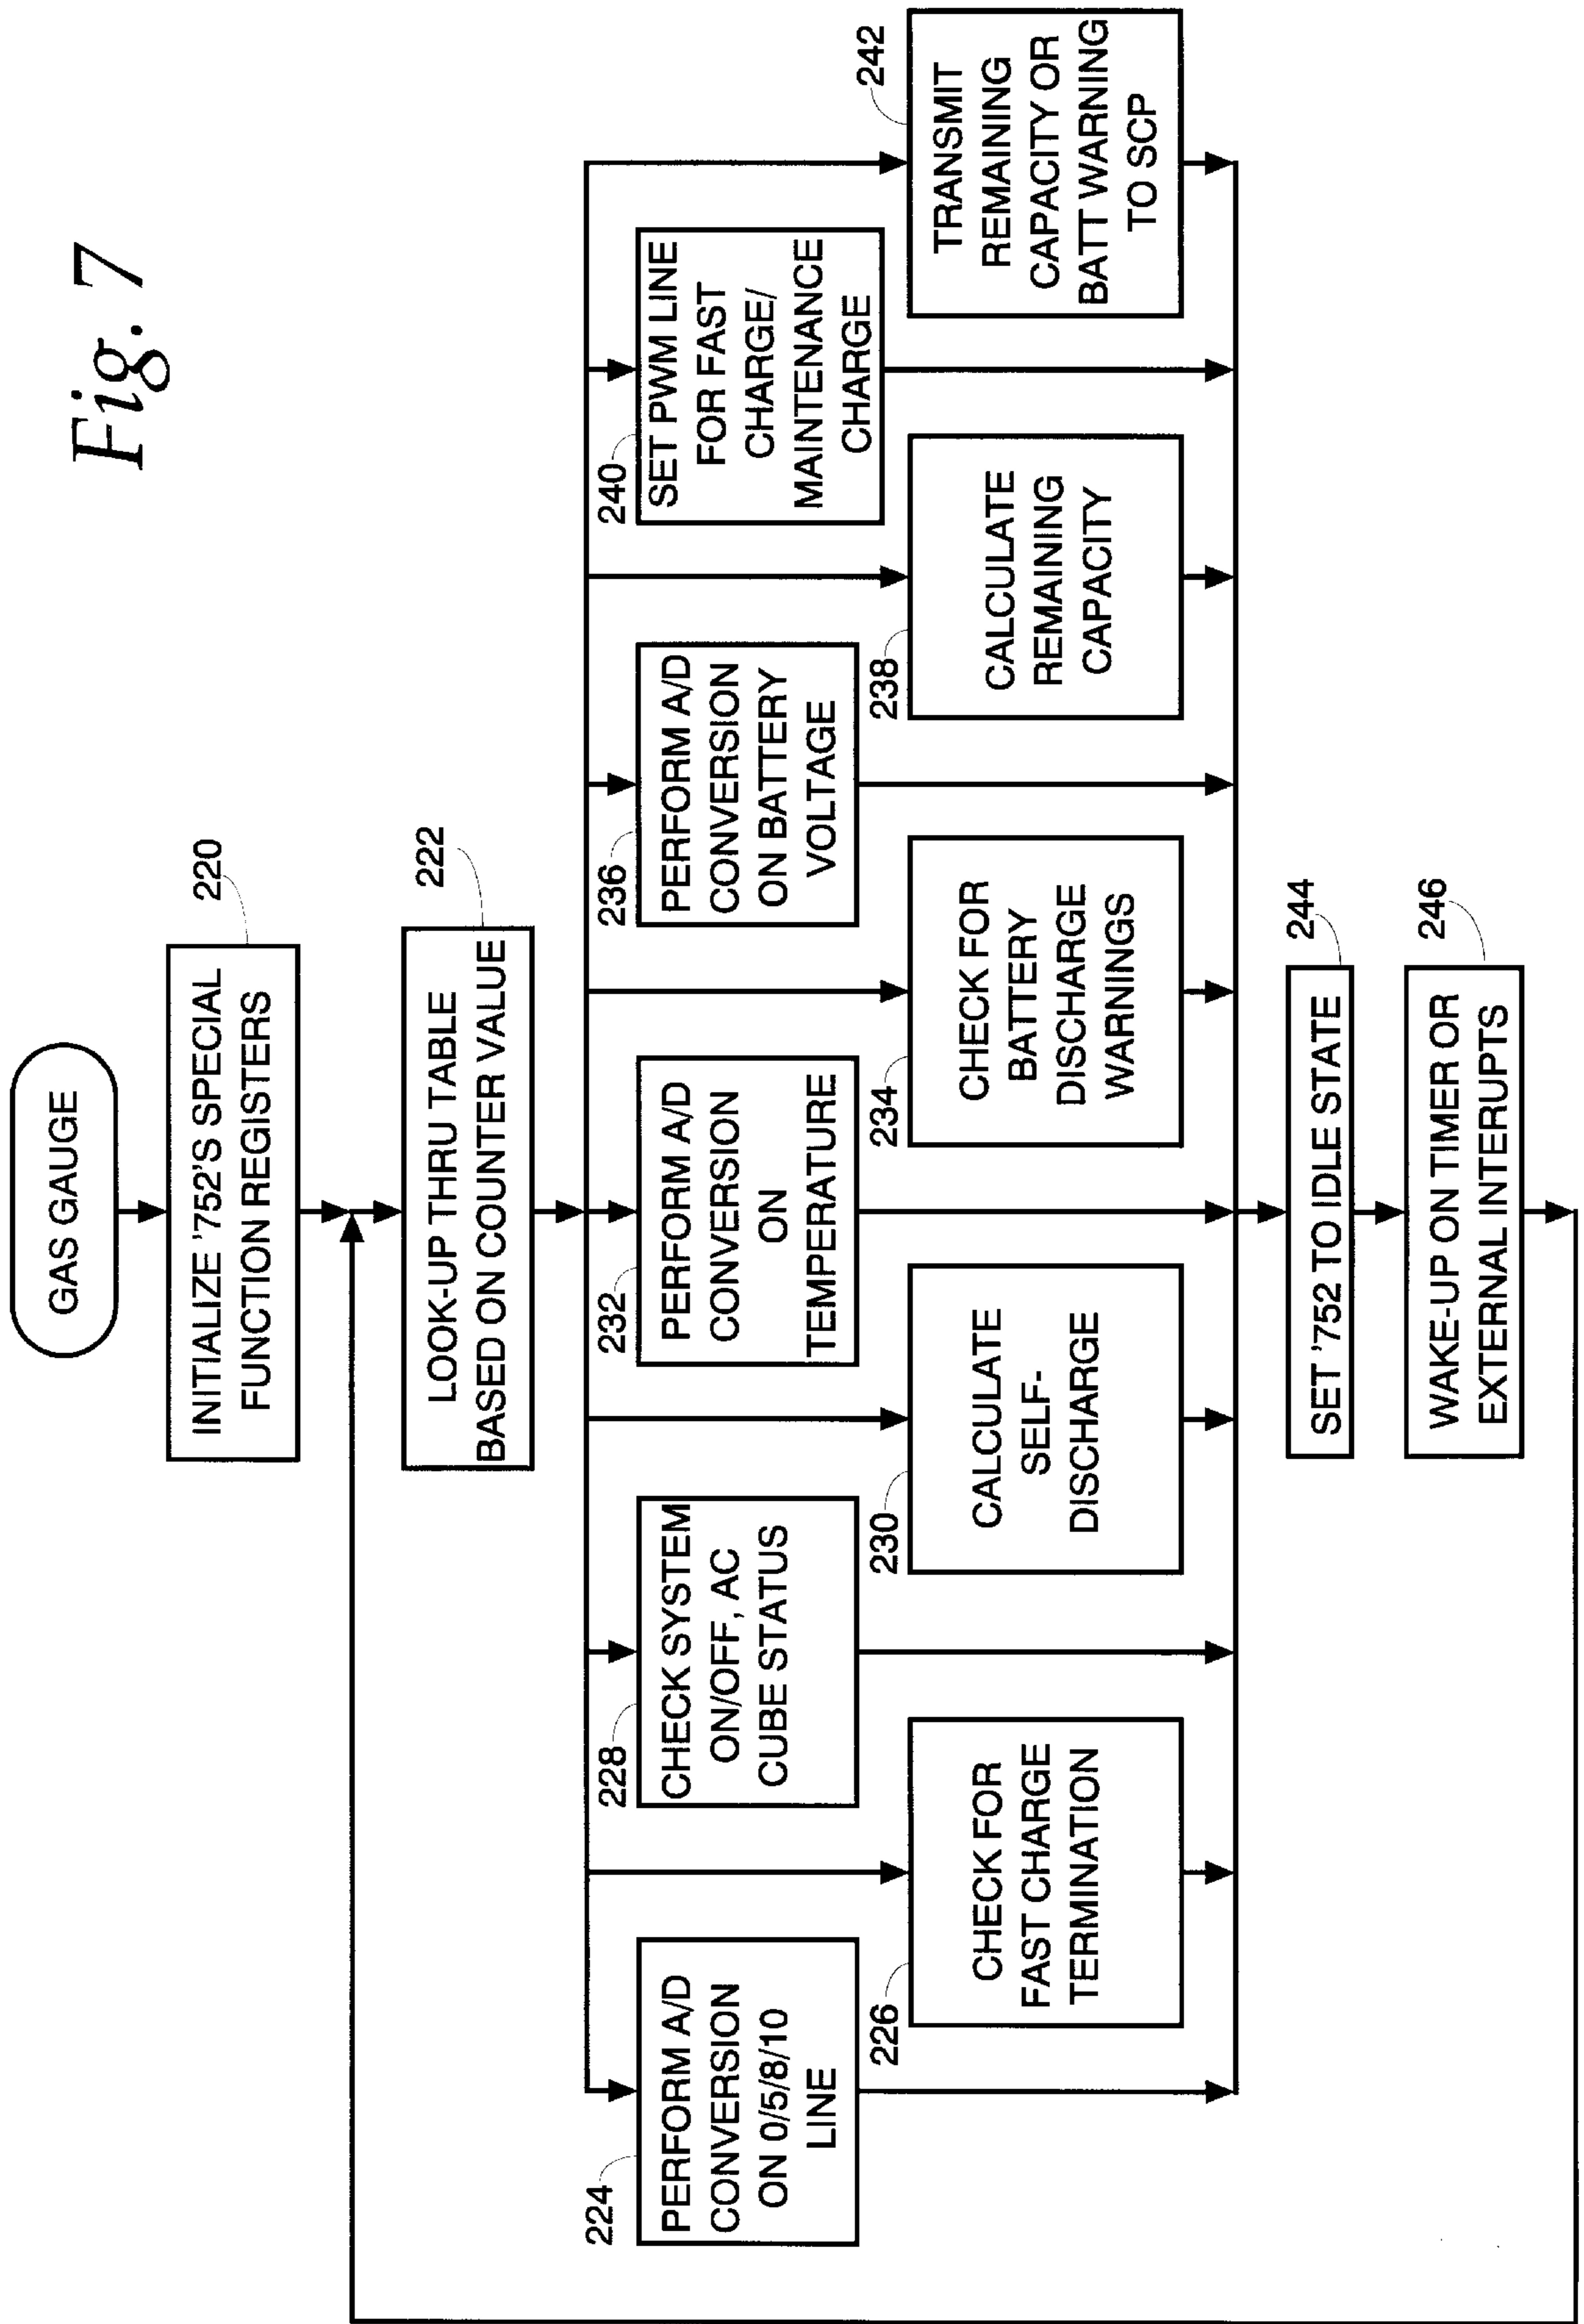 Fig. 7
GAS GAUGE
220
INITIALIZE '752'S SPECIAL
FUNCTION REGISTERS
222
LOOK-UP THRU TABLE
BASED ON COUNTER VALUE
224
PERFORM A/D
CONVERSION
ON 0/5/8/10
LINE
226
CHECK FOR
FAST CHARGE
TERMINATION
228
CHECK SYSTEM
ON/OFF, AC
CUBE STATUS
230
CALCULATE
SELF-
DISCHARGE
232
PERFORM A/D
CONVERSION
ON
TEMPERATURE
234
CHECK FOR
BATTERY
DISCHARGE
WARNINGS
236
PERFORM A/D
CONVERSION
ON BATTERY
VOLTAGE
238
CALCULATE
REMAINING
CAPACITY
240
SET PWM LINE
FOR FAST
CHARGE/
MAINTENANCE
CHARGE
242
TRANSMIT
REMAINING
CAPACITY OR
BATT WARNING
TO SCP
244
SET '752 TO IDLE STATE
246
WAKE-UP ON TIMER OR
EXTERNAL INTERUPTS